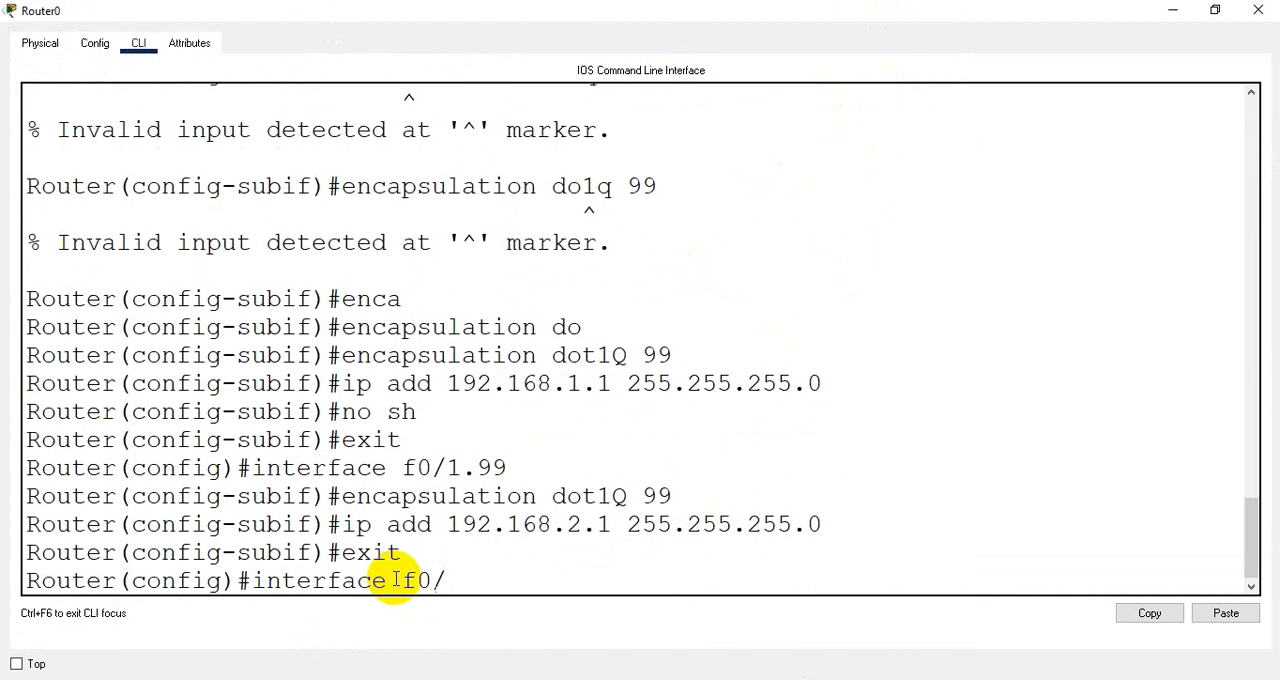 Router0
Physical Config CLI Attributes
IOS Command Line Interface
^
% Invalid input detected at '^' marker.
Router(config-subif)#encapsulation do1q 99
^
% Invalid input detected at '^' marker.
Router(config-subif)#enca
Router(config-subif)#encapsulation do
Router(config-subif)#encapsulation dot1Q 99
Router(config-subif)#ip add 192.168.1.1 255.255.255.0
Router(config-subif)#no sh
Router(config-subif)#exit
Router(config)#interface f0/1.99
Router(config-subif)#encapsulation dot1Q 99
Router(config-subif)#ip add 192.168.2.1 255.255.255.0
Router(config-subif)#exit
Router(config)#interface f0/
Ctrl+F6 to exit CLI focus
Copy Paste
Top